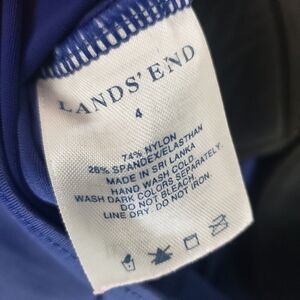 LANDS' END
4
74% NYLON
26% SPANDEX/ELASTHAN
MADE IN SRI LANKA
HAND WASH COLD
WASH DARK COLORS SEPARATELY.
DO NOT BLEACH.
LINE DRY. DO NOT IRON.